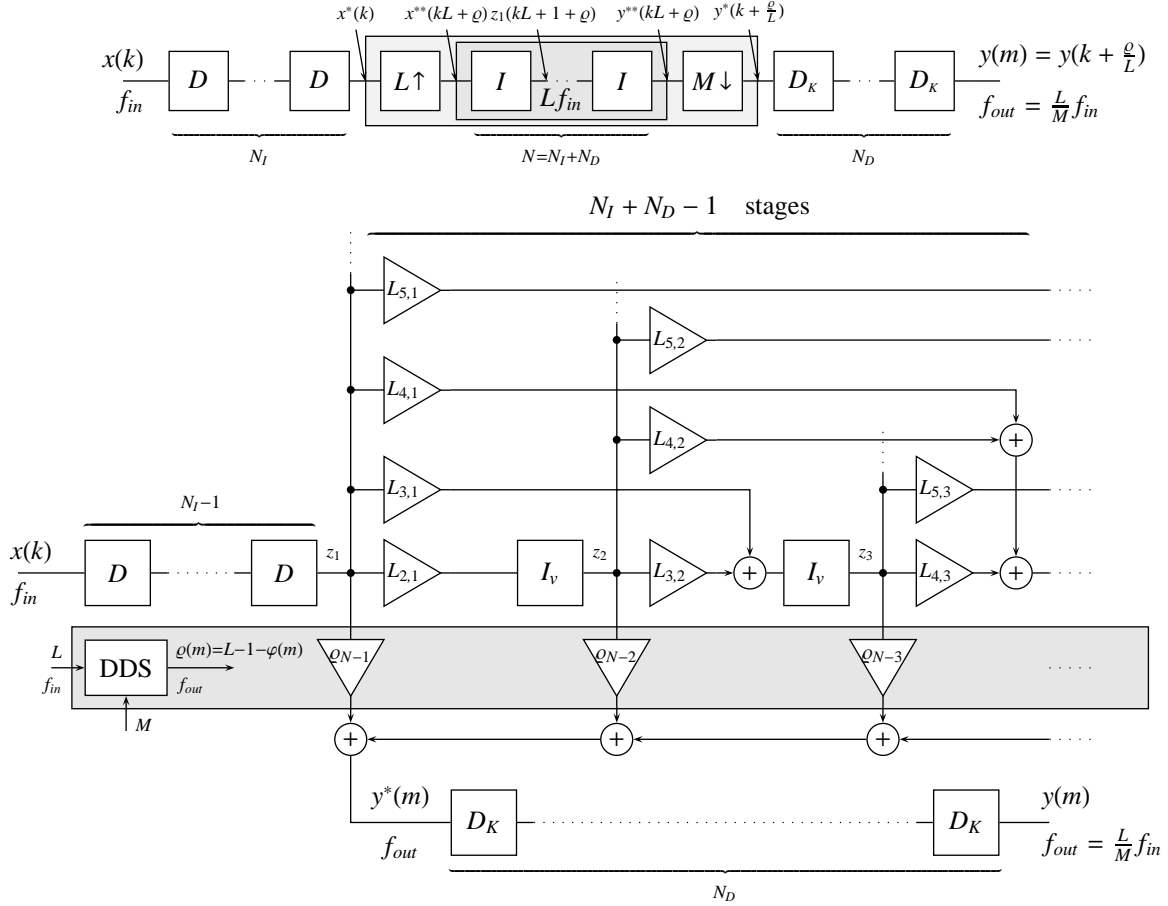 x*(k) x**(kL + ϱ) z₁(kL + 1 + ϱ) y**(kL + ϱ) y*(k + ϱ/L)
x(k) D ··· D L↑ I ··· I M↓ D_K ··· D_K y(m) = y(k + ϱ/L)
f_in Lf_in f_out = L/M f_in
N_I N=N_I+N_D N_D
N_I + N_D − 1 stages
L_{5,1}
L_{5,2}
L_{4,1}
L_{4,2} +
L_{3,1} L_{5,3}
N_I−1
x(k) D D z₁ L_{2,1} I_v z₂ L_{3,2} + I_v z₃ L_{4,3} +
f_in
L DDS ϱ(m)=L−1−φ(m) ϱ_{N−1} ϱ_{N−2} ϱ_{N−3}
f_in f_out
M
+ + +
y*(m) D_K D_K y(m)
f_out f_out = L/M f_in
N_D